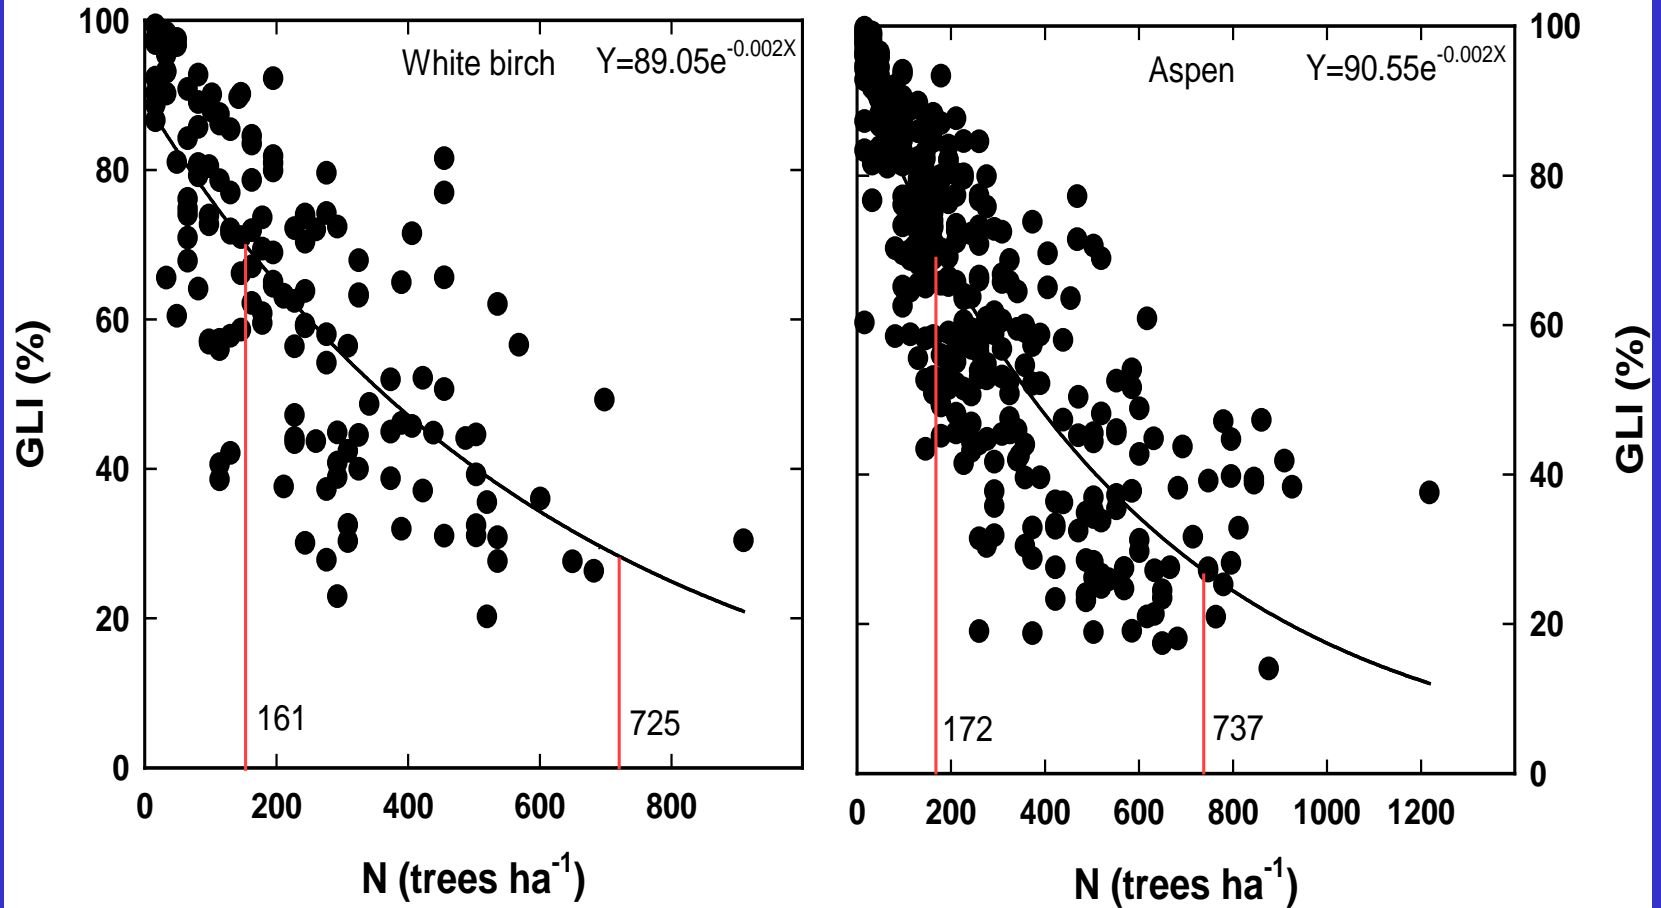 White birch Y=89.05e^-0.002X
GLI (%)
100
80
60
40
20
0
161
725
0 200 400 600 800
N (trees ha^-1)
Aspen Y=90.55e^-0.002X
100
80
60
40
20
0
GLI (%)
172
737
0 200 400 600 800 1000 1200
N (trees ha^-1)